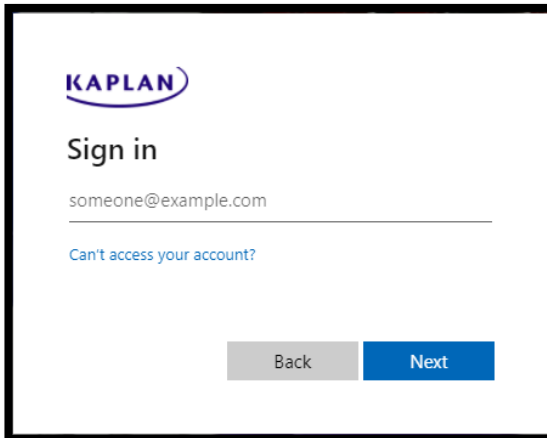 KAPLAN
Sign in
someone@example.com
Can't access your account?
Back
Next